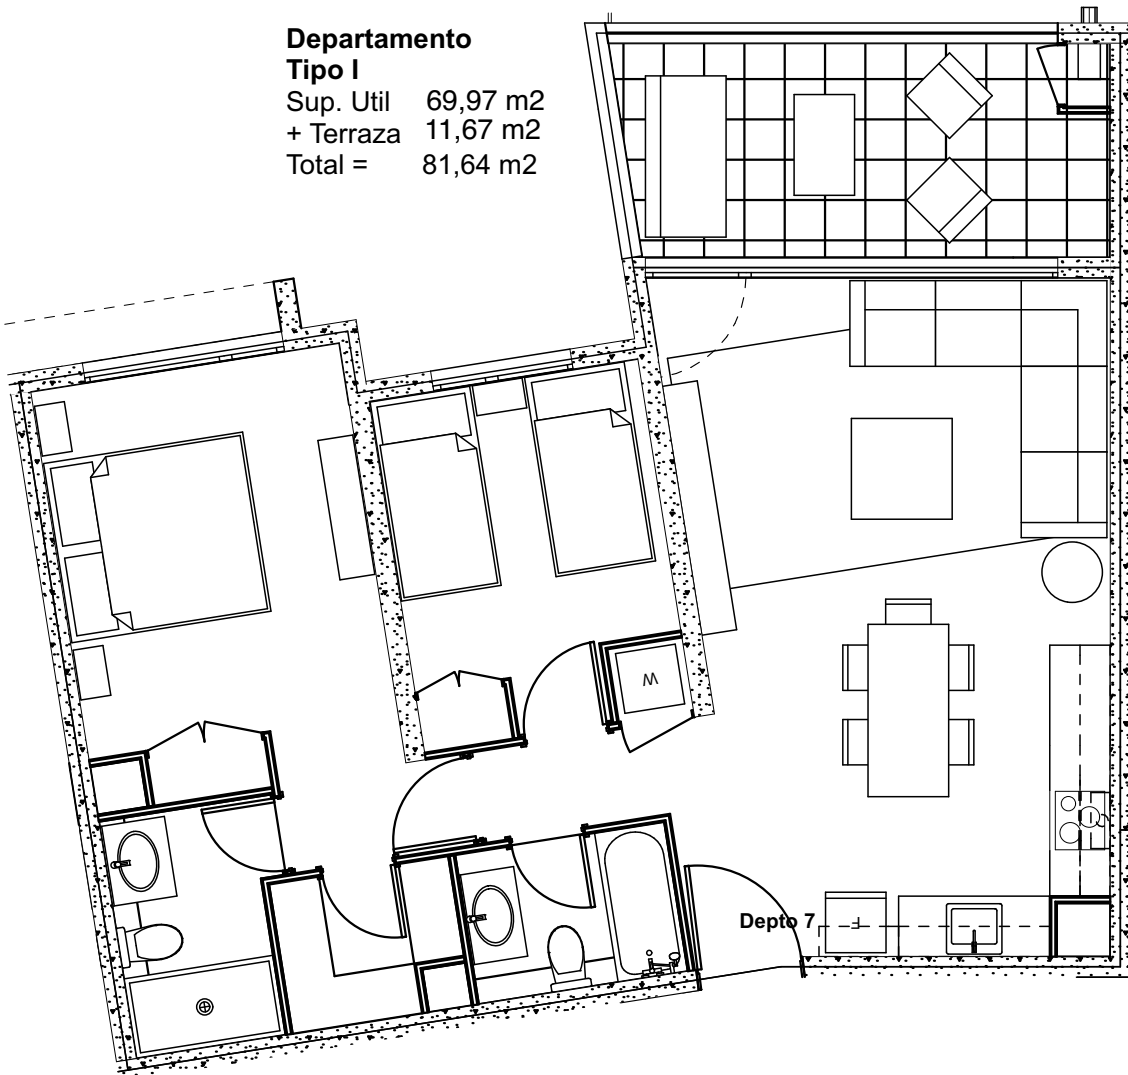 Departamento
Tipo I
Sup. Util 69,97 m2
+ Terraza 11,67 m2
Total = 81,64 m2
W
Depto 7
F